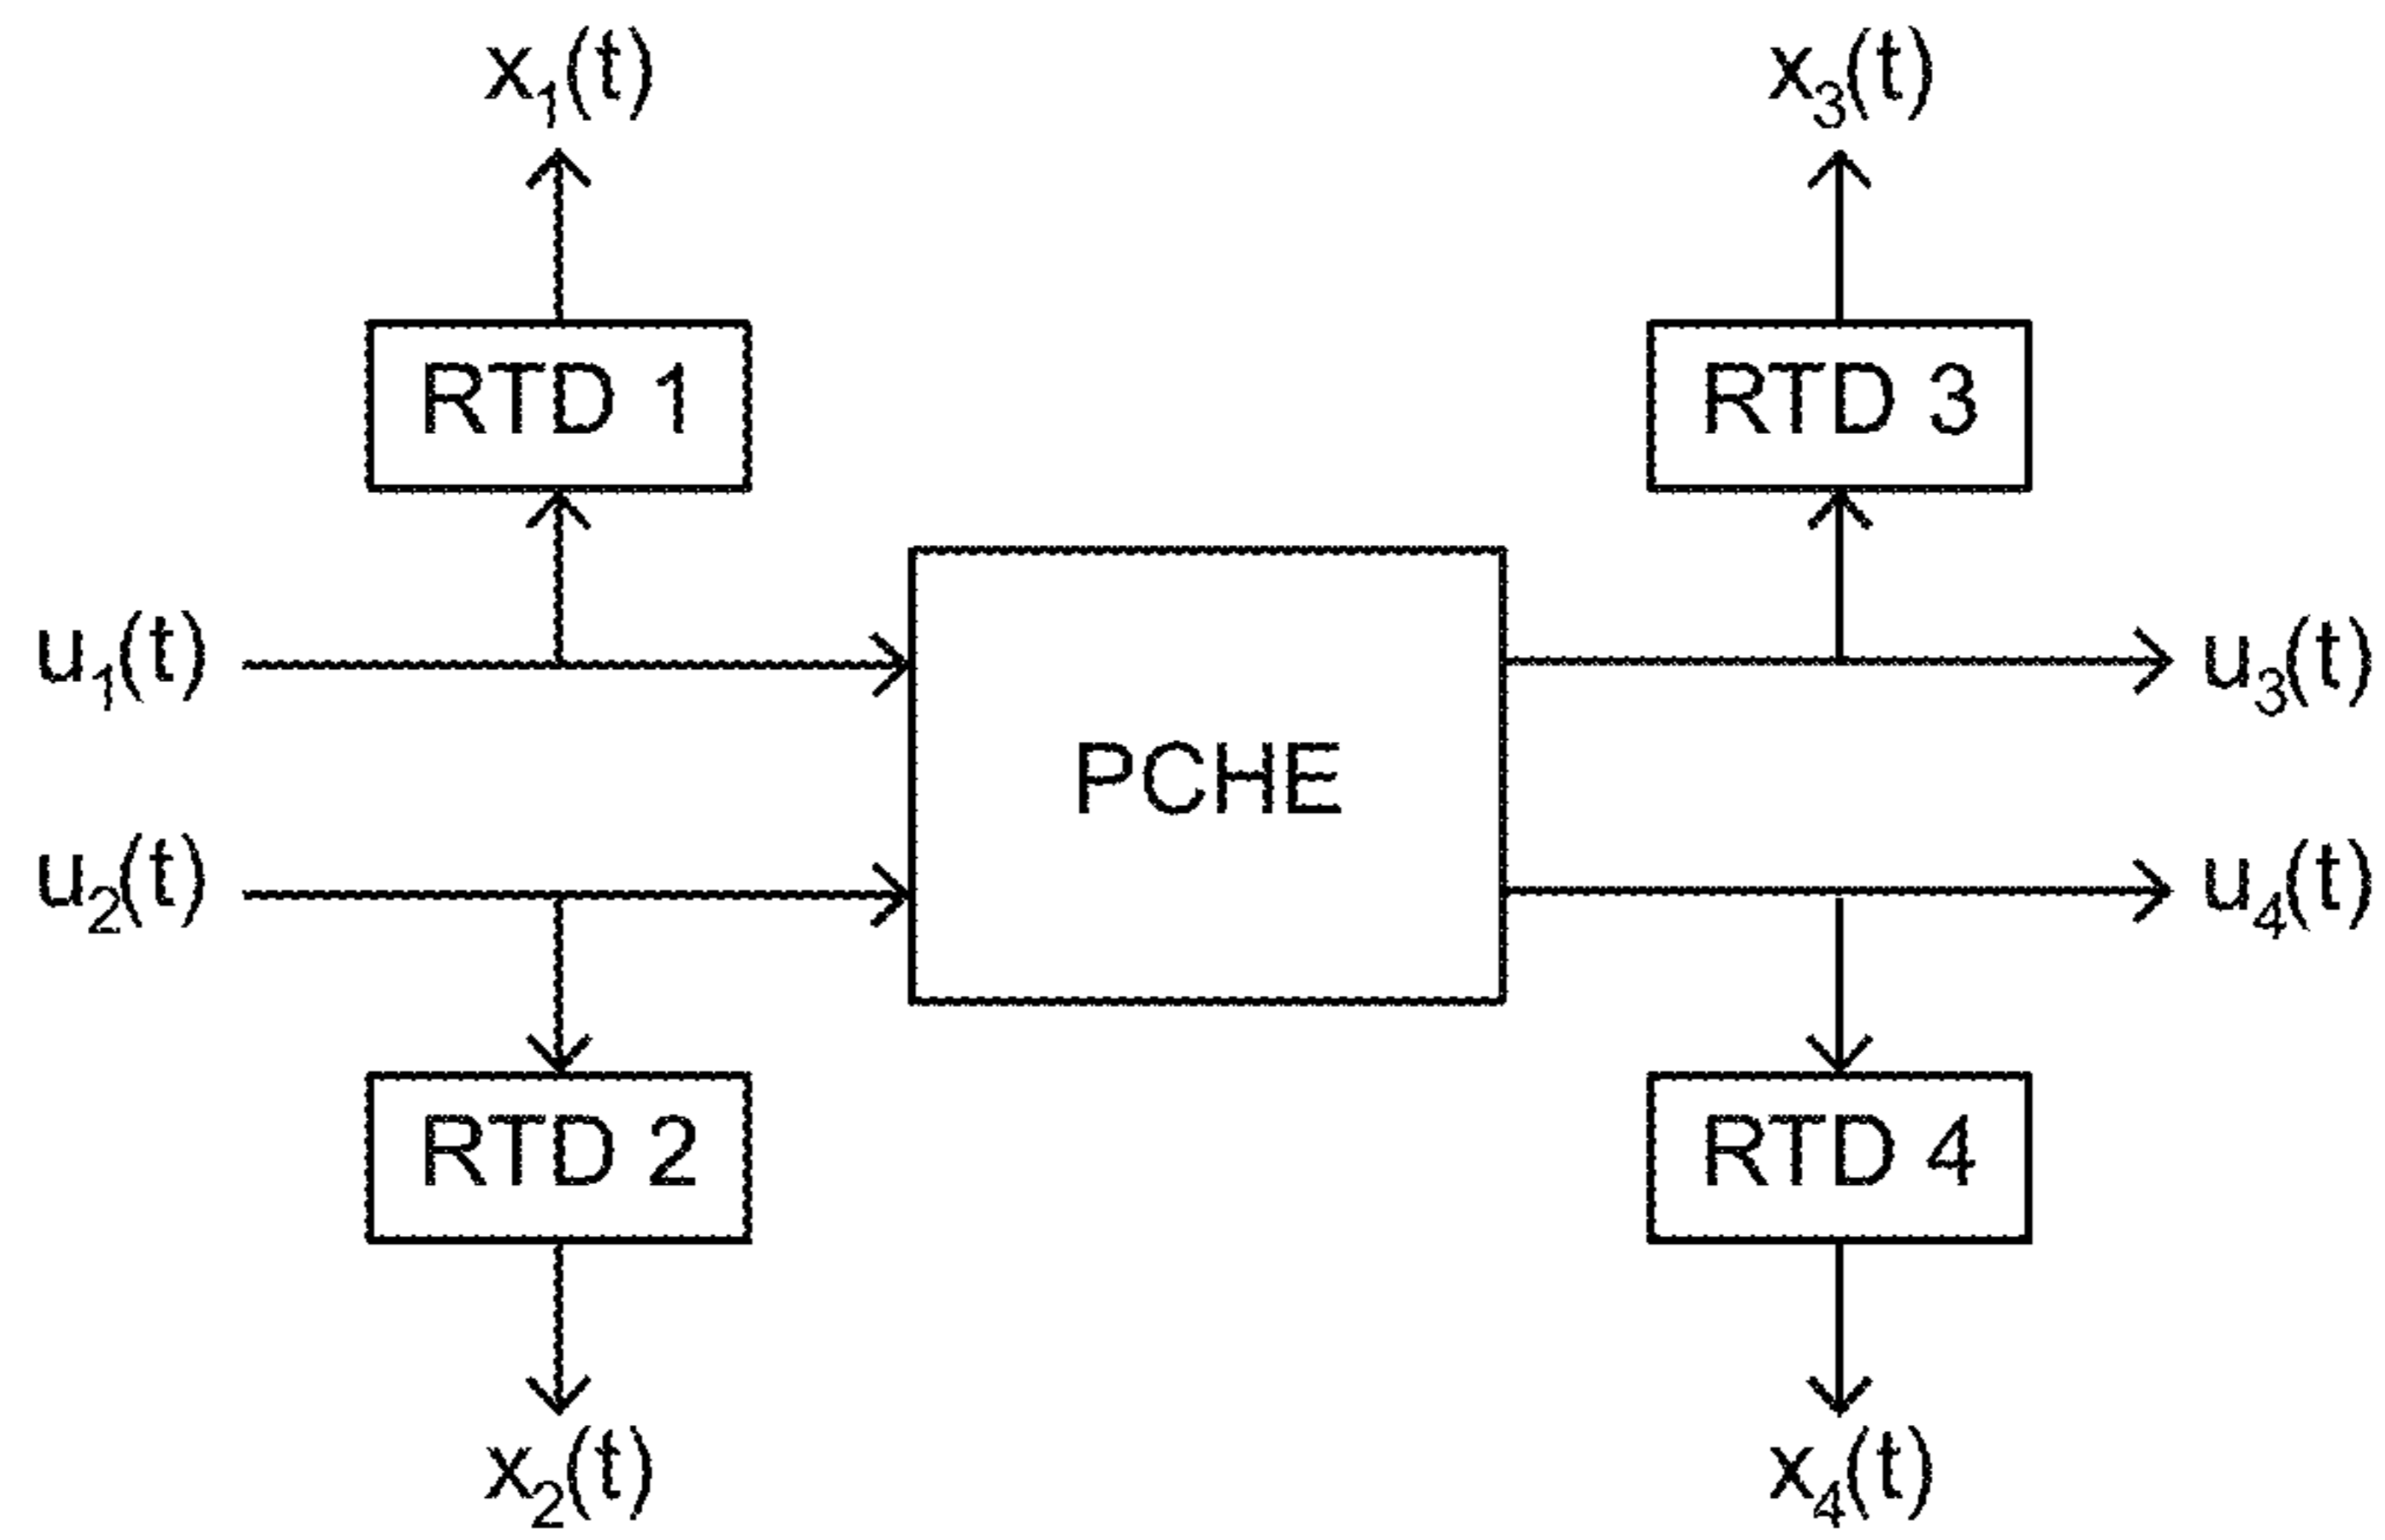 x₁(t) x₃(t)
RTD 1 RTD 3
u₁(t) u₃(t)
PCHE
u₂(t) u₄(t)
RTD 2 RTD 4
x₂(t) x₄(t)